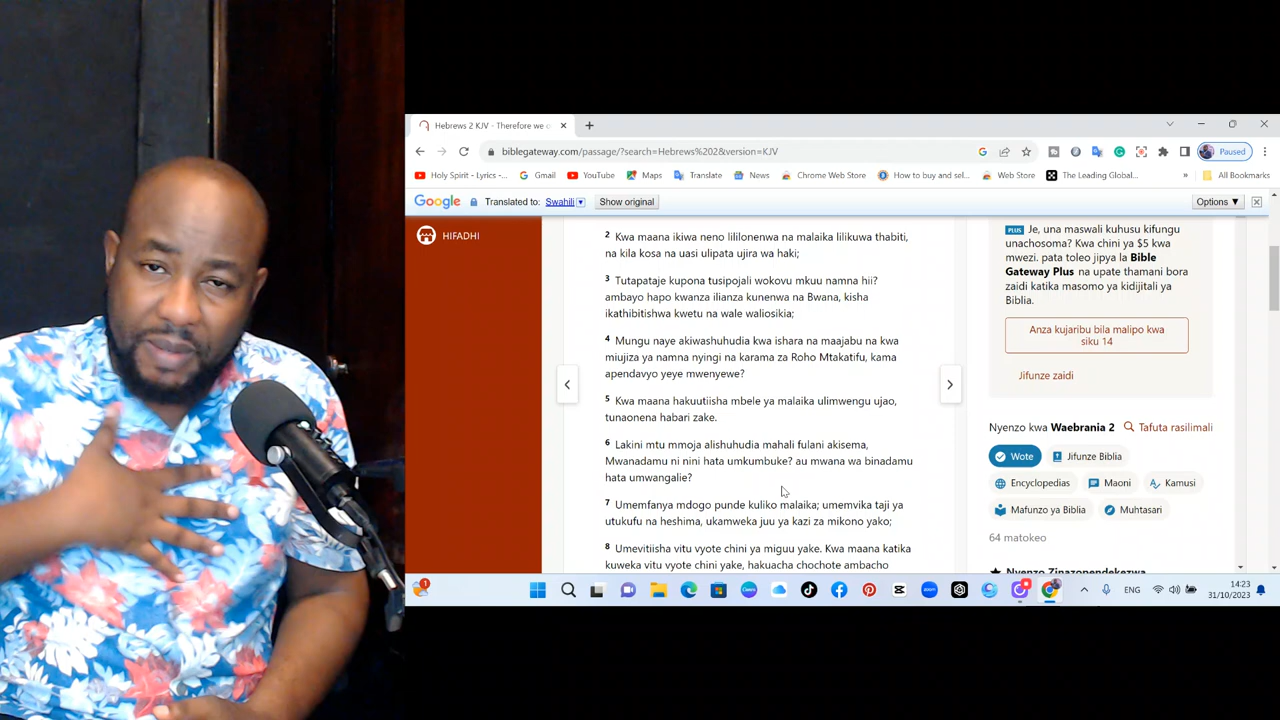 Hebrews 2 KJV - Therefore we o
biblegateway.com/passage/?search=Hebrews%202&version=KJV
Paused
Holy Spirit - Lyrics -...
Gmail
YouTube
Maps
Translate
News
Chrome Web Store
How to buy and sel...
Web Store
The Leading Global...
»
All Bookmarks
Google
Translated to: Swahili
Show original
Options ▼
HIFADHI
2 Kwa maana ikiwa neno lililonenwa na malaika lilikuwa thabiti,
na kila kosa na uasi ulipata ujira wa haki;
3 Tutapataje kupona tusipojali wokovu mkuu namna hii?
ambayo hapo kwanza ilianza kunenwa na Bwana, kisha
ikathibitishwa kwetu na wale waliosikia;
4 Mungu naye akiwashuhudia kwa ishara na maajabu na kwa
miujiza ya namna nyingi na karama za Roho Mtakatifu, kama
apendavyo yeye mwenyewe?
5 Kwa maana hakuutiisha mbele ya malaika ulimwengu ujao,
tunaonena habari zake.
6 Lakini mtu mmoja alishuhudia mahali fulani akisema,
Mwanadamu ni nini hata umkumbuke? au mwana wa binadamu
hata umwangalie?
7 Umemfanya mdogo punde kuliko malaika; umemvika taji ya
utukufu na heshima, ukamweka juu ya kazi za mikono yako;
8 Umevitiisha vitu vyote chini ya miguu yake. Kwa maana katika
kuweka vitu vyote chini yake, hakuacha chochote ambacho
PLUS Je, una maswali kuhusu kifungu
unachosoma? Kwa chini ya $5 kwa
mwezi. pata toleo jipya la Bible
Gateway Plus na upate thamani bora
zaidi katika masomo ya kidijitali ya
Biblia.
Anza kujaribu bila malipo kwa
siku 14
Jifunze zaidi
Nyenzo kwa Waebrania 2
Tafuta rasilimali
Wote
Jifunze Biblia
Encyclopedias
Maoni
Kamusi
Mafunzo ya Biblia
Muhtasari
64 matokeo
★ Nyenzo Zinazopendekezwa
1
zoom
ENG
14:23
31/10/2023